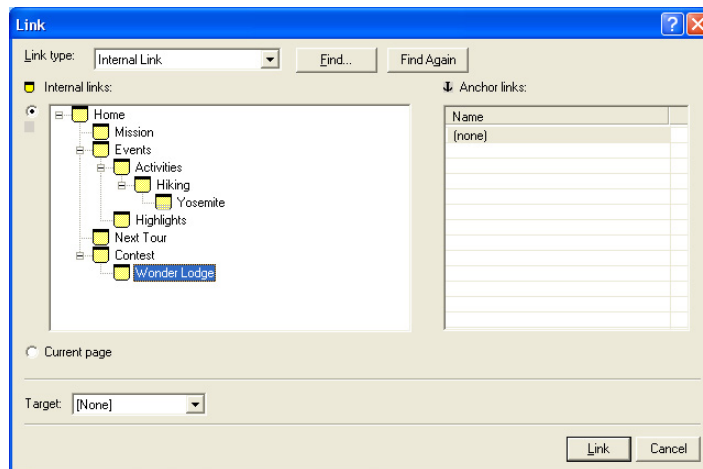 Link
Link type: Internal Link Find... Find Again
Internal links:
Anchor links:
Home
Mission
Events
Activities
Hiking
Yosemite
Highlights
Next Tour
Contest
Wonder Lodge
Name
(none)
Current page
Target: [None]
Link Cancel